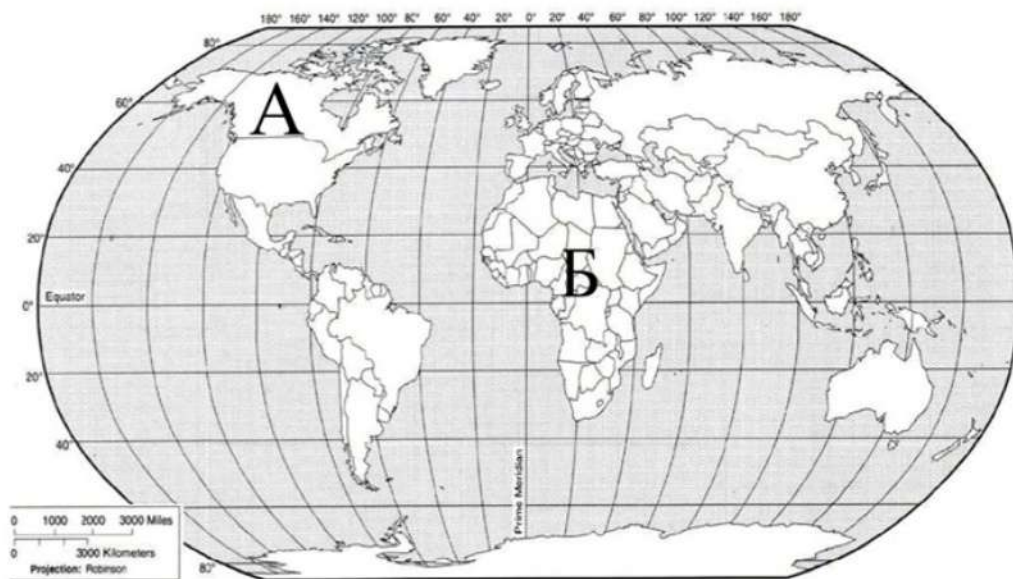 180° 160° 140° 120° 100° 80° 60° 40° 20° 0° 20° 40° 60° 80° 100° 120° 140° 160° 180°
80°
60°
А
40°
20°
Б
Equator
0°
20°
40°
Prime Meridian
0 1000 2000 3000 Miles
0 3000 Kilometers
Projection: Robinson
80°